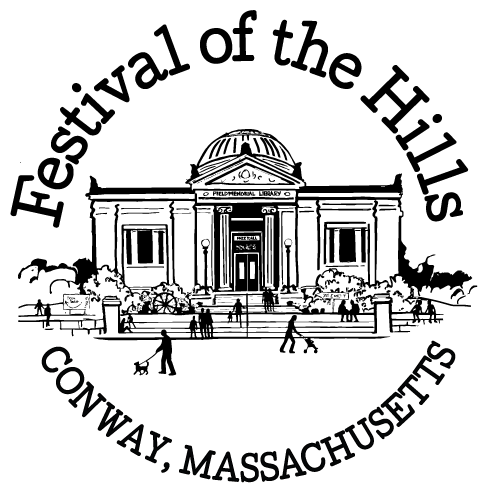 Festival of the Hills
FIELD MEMORIAL LIBRARY
CONWAY, MASSACHUSETTS